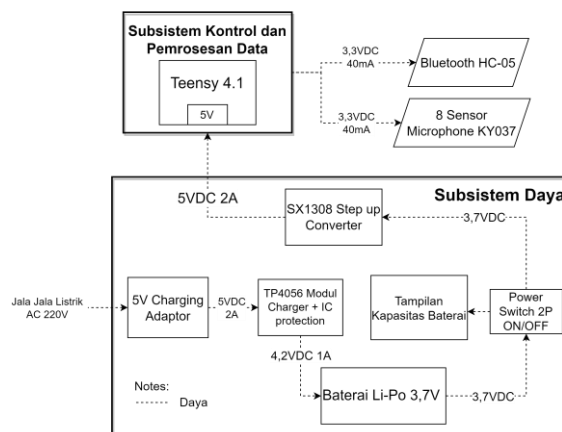 Subsistem Kontrol dan
Pemrosesan Data
Teensy 4.1
5V
3,3VDC
40mA
Bluetooth HC-05
3,3VDC
40mA
8 Sensor
Microphone KY037
5VDC 2A
Subsistem Daya
SX1308 Step up
Converter
3,7VDC
Jala Jala Listrik
AC 220V
5V Charging
Adaptor
5VDC
2A
TP4056 Modul
Charger + IC
protection
Tampilan
Kapasitas Baterai
Power
Switch 2P
ON/OFF
4,2VDC 1A
Baterai Li-Po 3,7V
3,7VDC
Notes:
Daya